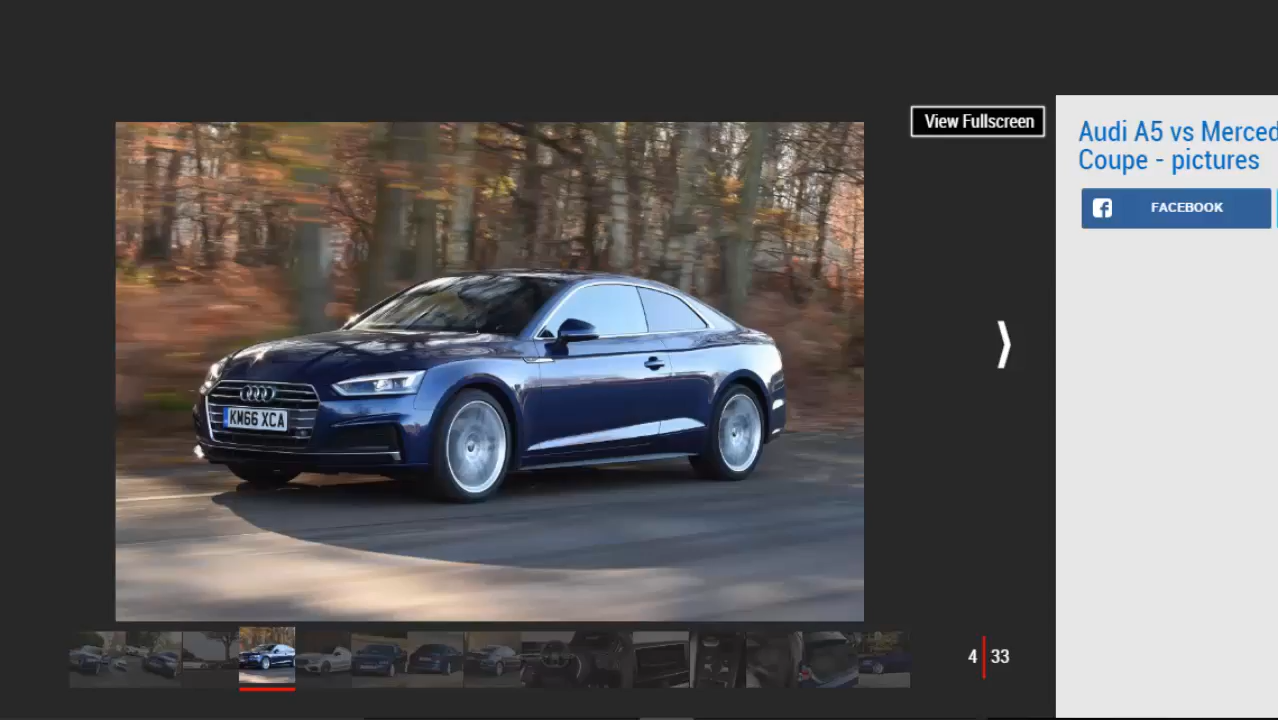 View Fullscreen
Audi A5 vs Merced
Coupe - pictures
FACEBOOK
KM66 XCA
4 33